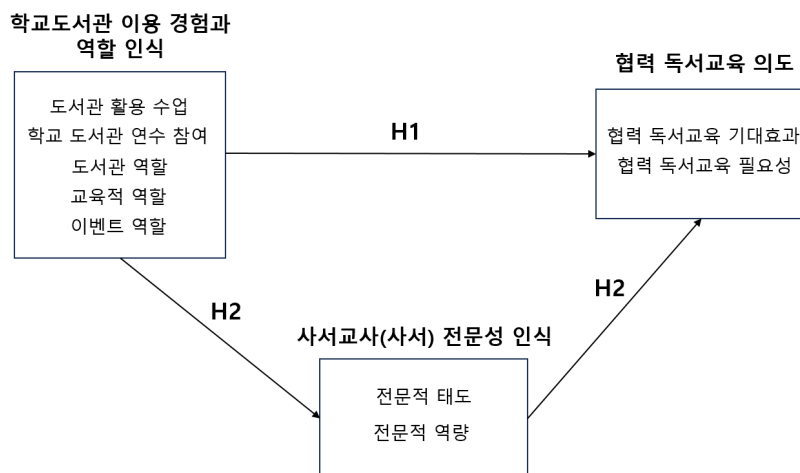 학교도서관 이용 경험과
역할 인식
도서관 활용 수업
학교 도서관 연수 참여
도서관 역할
교육적 역할
이벤트 역할
H1
협력 독서교육 의도
협력 독서교육 기대효과
협력 독서교육 필요성
H2
H2
사서교사(사서) 전문성 인식
전문적 태도
전문적 역량